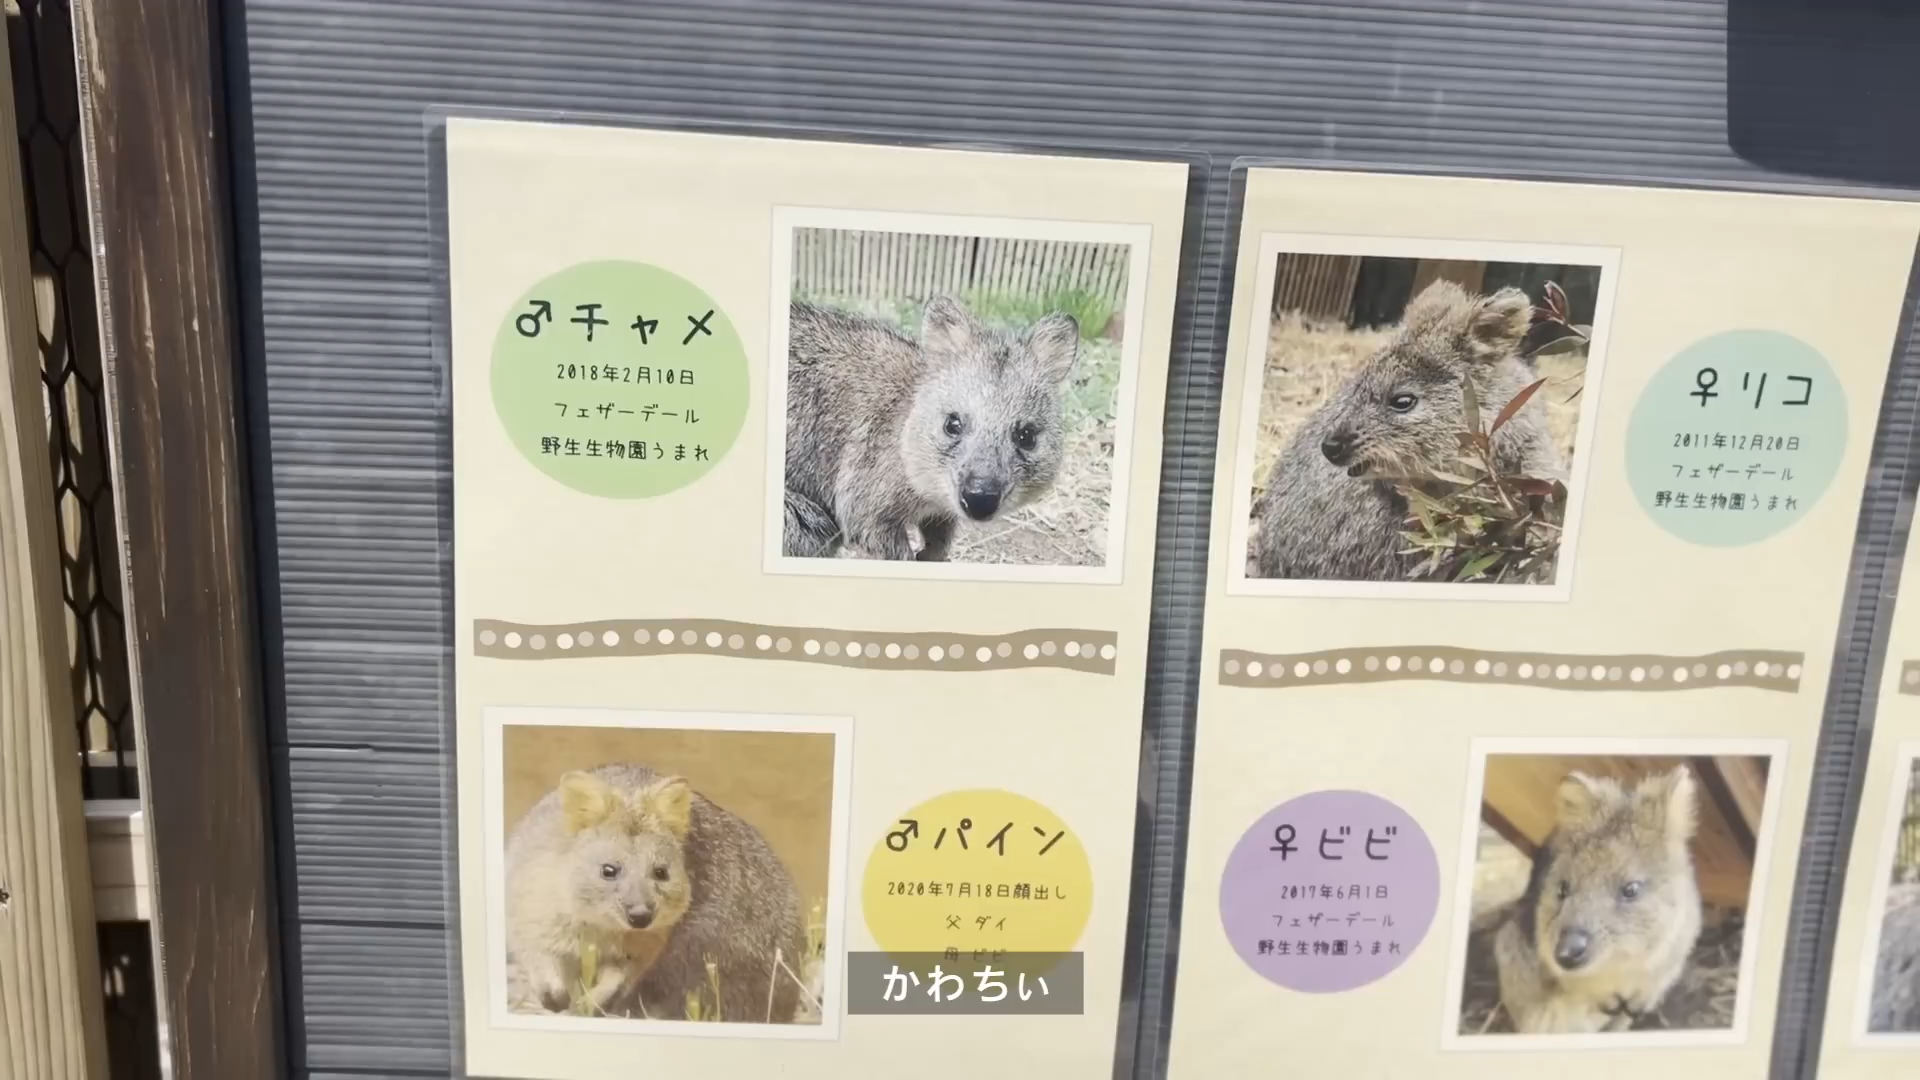 ♂チャメ
2018年2月10日
フェザーデール
野生生物園うまれ
♂パイン
2020年7月18日顔出し
父 ダイ
母 ビビ
♀リコ
2011年12月20日
フェザーデール
野生生物園うまれ
♀ビビ
2017年6月1日
フェザーデール
野生生物園うまれ
かわちぃ